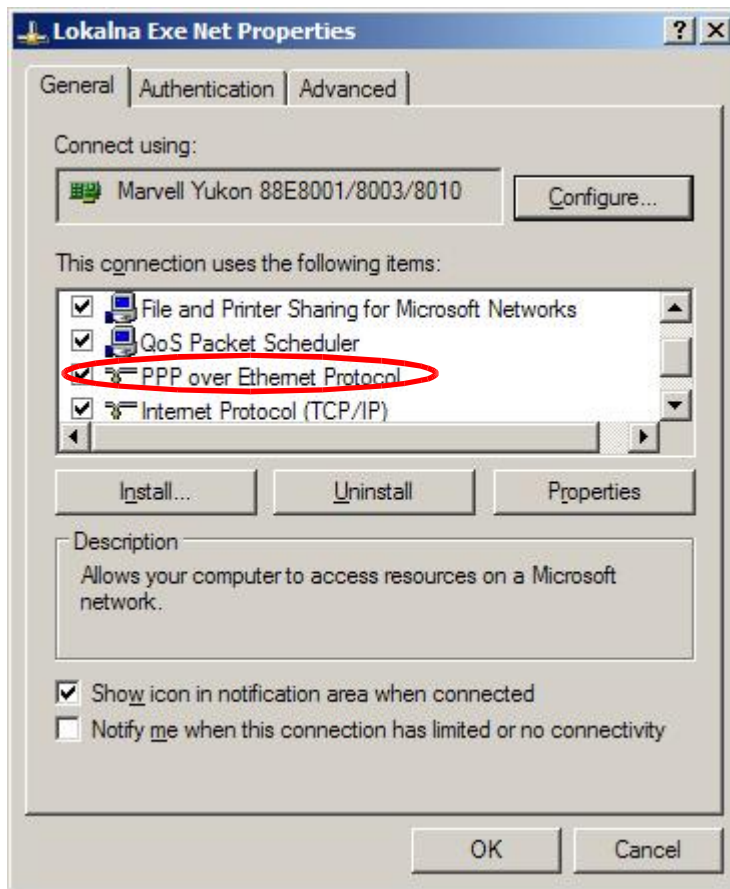 Lokalna Exe Net Properties
General Authentication Advanced
Connect using:
Marvell Yukon 88E8001/8003/8010 Configure...
This connection uses the following items:
File and Printer Sharing for Microsoft Networks
QoS Packet Scheduler
PPP over Ethernet Protocol
Internet Protocol (TCP/IP)
Install... Uninstall Properties
Description
Allows your computer to access resources on a Microsoft
network.
Show icon in notification area when connected
Notify me when this connection has limited or no connectivity
OK Cancel